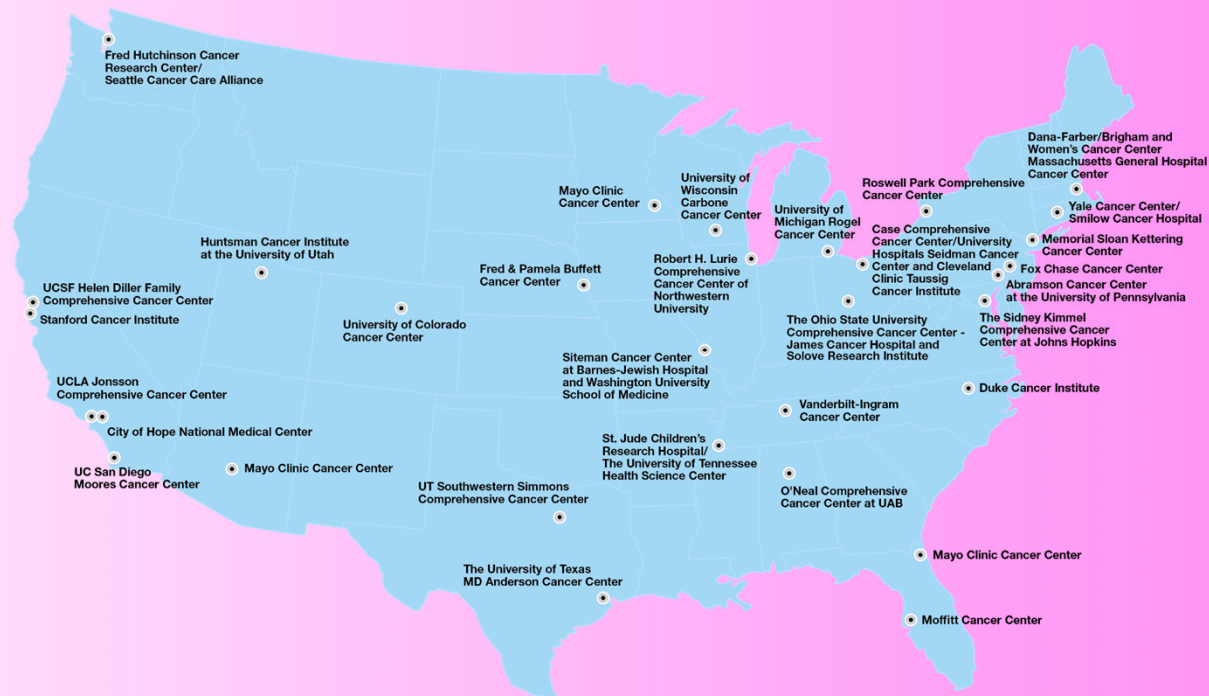 Fred Hutchinson Cancer
Research Center/
Seattle Cancer Care Alliance
Dana-Farber/Brigham and
Women's Cancer Center
Massachusetts General Hospital
Cancer Center
Mayo Clinic
Cancer Center
University of
Wisconsin
Carbone
Cancer Center
Roswell Park Comprehensive
Cancer Center
University of
Michigan Rogel
Cancer Center
Yale Cancer Center/
Smilow Cancer Hospital
Case Comprehensive
Cancer Center/University
Hospitals Seidman Cancer
Center and Cleveland
Clinic Taussig
Cancer Institute
Memorial Sloan Kettering
Cancer Center
Huntsman Cancer Institute
at the University of Utah
Robert H. Lurie
Comprehensive
Cancer Center of
Northwestern
University
Fred & Pamela Buffett
Cancer Center
Fox Chase Cancer Center
Abramson Cancer Center
at the University of Pennsylvania
UCSF Helen Diller Family
Comprehensive Cancer Center
Stanford Cancer Institute
University of Colorado
Cancer Center
The Ohio State University
Comprehensive Cancer Center -
James Cancer Hospital and
Solove Research Institute
The Sidney Kimmel
Comprehensive Cancer
Center at Johns Hopkins
Siteman Cancer Center
at Barnes-Jewish Hospital
and Washington University
School of Medicine
UCLA Jonsson
Comprehensive Cancer Center
Duke Cancer Institute
Vanderbilt-Ingram
Cancer Center
City of Hope National Medical Center
St. Jude Children's
Research Hospital/
The University of Tennessee
Health Science Center
UC San Diego
Moores Cancer Center
Mayo Clinic Cancer Center
UT Southwestern Simmons
Comprehensive Cancer Center
O'Neal Comprehensive
Cancer Center at UAB
Mayo Clinic Cancer Center
The University of Texas
MD Anderson Cancer Center
Moffitt Cancer Center